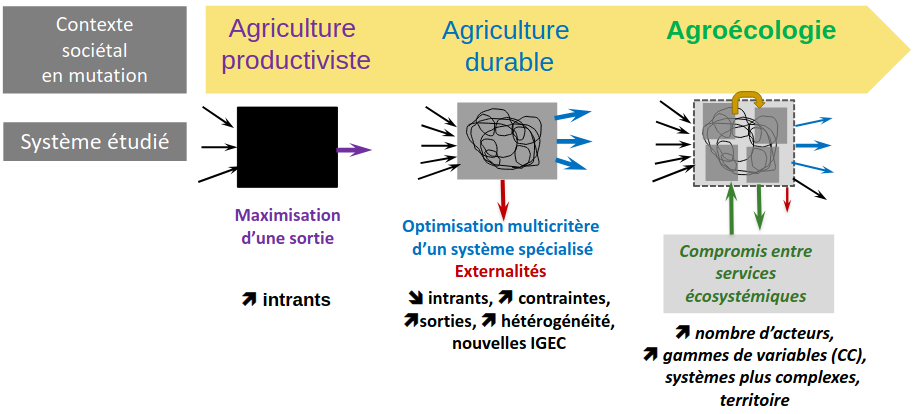 Contexte
sociétal
en mutation
Agriculture
productiviste
Agriculture
durable
Agroécologie
Système étudié
Maximisation
d'une sortie
🡽 intrants
Optimisation multicritère
d'un système spécialisé
Externalités
🡾 intrants, 🡽 contraintes,
🡽sorties, 🡽 hétérogénéité,
nouvelles IGEC
Compromis entre
services
écosystémiques
🡽 nombre d'acteurs,
🡽 gammes de variables (CC),
systèmes plus complexes,
territoire